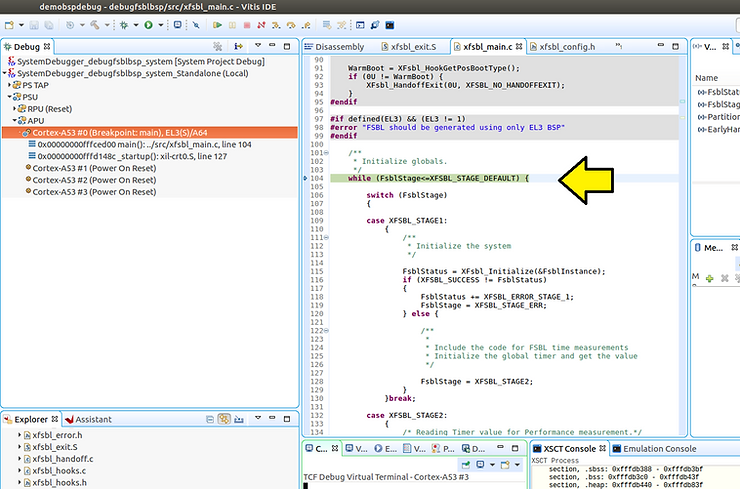 demobspdebug - debugfsblbsp/src/xfsbl_main.c - Vitis IDE
Debug
SystemDebugger_debugfsblbsp_system [System Project Debug]
SystemDebugger_debugfsblbsp_system_Standalone (Local)
PS TAP
PSU
RPU (Reset)
APU
Cortex-A53 #0 (Breakpoint: main), EL3(S)/A64
0x00000000fffced00 main(): ../src/xfsbl_main.c, line 104
0x00000000fffd148c _startup(): xil-crt0.S, line 127
Cortex-A53 #1 (Power On Reset)
Cortex-A53 #2 (Power On Reset)
Cortex-A53 #3 (Power On Reset)
Explorer
Assistant
xfsbl_error.h
xfsbl_exit.S
xfsbl_handoff.c
xfsbl_hooks.c
xfsbl_hooks.h
Disassembly
xfsbl_exit.S
xfsbl_main.c
xfsbl_config.h
90
91 WarmBoot = XFsbl_HookGetPosBootType();
92 if (0U != WarmBoot) {
93 XFsbl_HandoffExit(0U, XFSBL_NO_HANDOFFEXIT);
94 }
95 #endif
96
97 #if defined(EL3) && (EL3 != 1)
98 #error "FSBL should be generated using only EL3 BSP"
99 #endif
100
101 /**
102 * Initialize globals.
103 */
104 while (FsblStage<=XFSBL_STAGE_DEFAULT) {
105
106 switch (FsblStage)
107 {
108
109 case XFSBL_STAGE1:
110 {
111 /**
112 * Initialize the system
113 */
114
115 FsblStatus = XFsbl_Initialize(&FsblInstance);
116 if (XFSBL_SUCCESS != FsblStatus)
117 {
118 FsblStatus += XFSBL_ERROR_STAGE_1;
119 FsblStage = XFSBL_STAGE_ERR;
120 } else {
121
122 /**
123 *
124 * Include the code for FSBL time measurements
125 * Initialize the global timer and get the value
126 */
127
128 FsblStage = XFSBL_STAGE2;
129 }
130 }break;
131
132 case XFSBL_STAGE2:
133 {
134 /* Reading Timer value for Performance measurement.*/
V...
Name
FsblStat
FsblStag
Partition
EarlyHan
Me...
M
C...
V...
E...
V...
P...
D...
TCF Debug Virtual Terminal - Cortex-A53 #3
XSCT Console
Emulation Console
XSCT Process
section, .sbss: 0xfffdb388 - 0xfffdb3bf
section, .bss: 0xfffdb3c0 - 0xfffdb43f
section, .heap: 0xfffdb440 - 0xfffdb83f